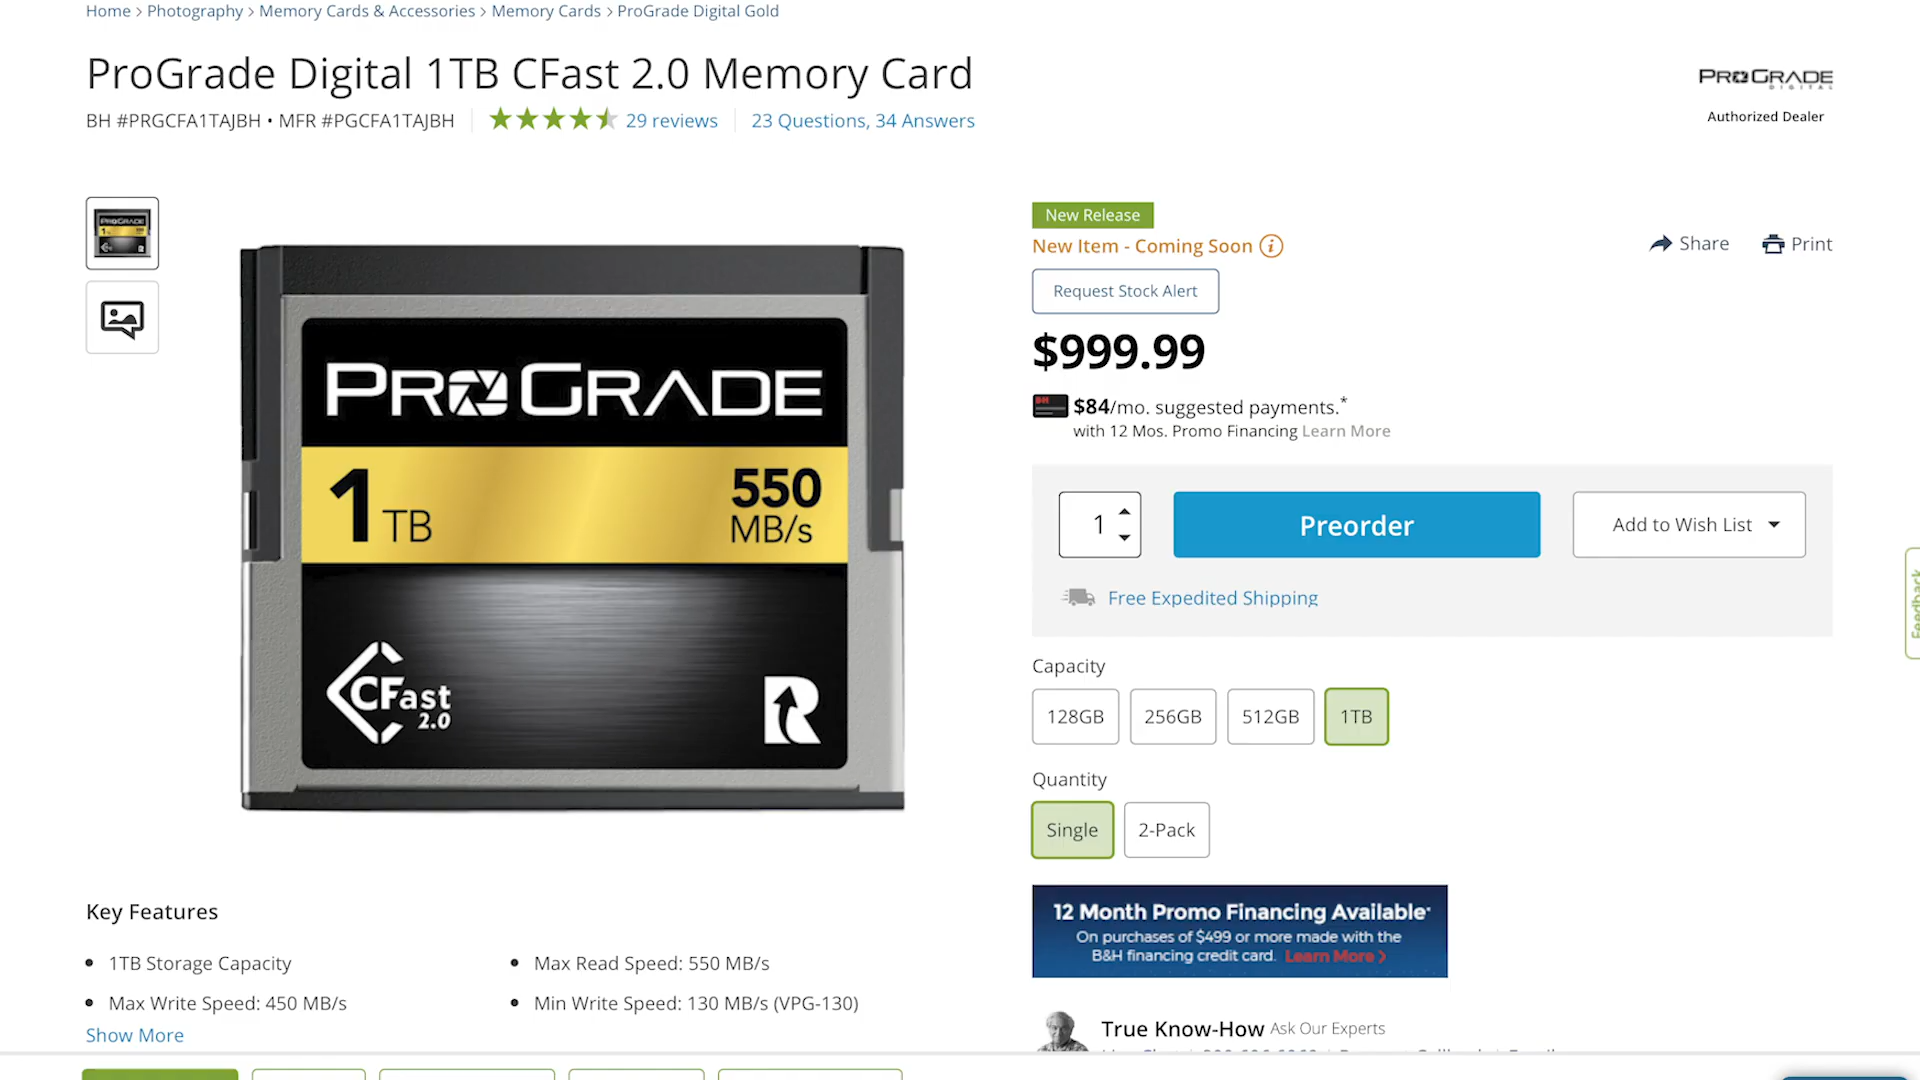 Home > Photography > Memory Cards & Accessories > Memory Cards > ProGrade Digital Gold
ProGrade Digital 1TB CFast 2.0 Memory Card
BH #PRGCFA1TAJBH • MFR #PGCFA1TAJBH
29 reviews
23 Questions, 34 Answers
PROGRADE
DIGITAL
Authorized Dealer
PROGRADE
1 TB
550
MB/s
CFast
2.0
R
New Release
New Item - Coming Soon
Share
Print
Request Stock Alert
$999.99
BH
$84/mo. suggested payments.*
with 12 Mos. Promo Financing Learn More
1
Preorder
Add to Wish List
Free Expedited Shipping
Capacity
128GB
256GB
512GB
1TB
Quantity
Single
2-Pack
12 Month Promo Financing Available*
On purchases of $499 or more made with the
B&H financing credit card. Learn More >
True Know-How Ask Our Experts
Feedback
Key Features
• 1TB Storage Capacity
• Max Write Speed: 450 MB/s
• Max Read Speed: 550 MB/s
• Min Write Speed: 130 MB/s (VPG-130)
Show More